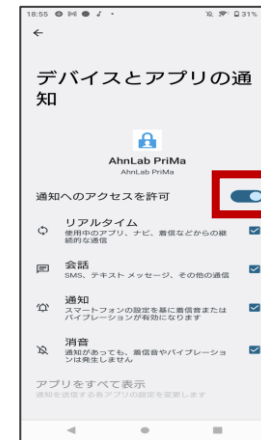 18:55
31%
デバイスとアプリの通
知
AhnLab PriMa
AhnLab PriMa
通知へのアクセスを許可
リアルタイム
使用中のアプリ、ナビ、着信などからの継
続的な通信
会話
SMS、テキスト メッセージ、その他の通信
通知
スマートフォンの設定を基に着信音または
バイブレーションが有効になります
消音
通知があっても、着信音やバイブレーショ
ンは発生しません
アプリをすべて表示
通知を送信する各アプリの設定を変更します